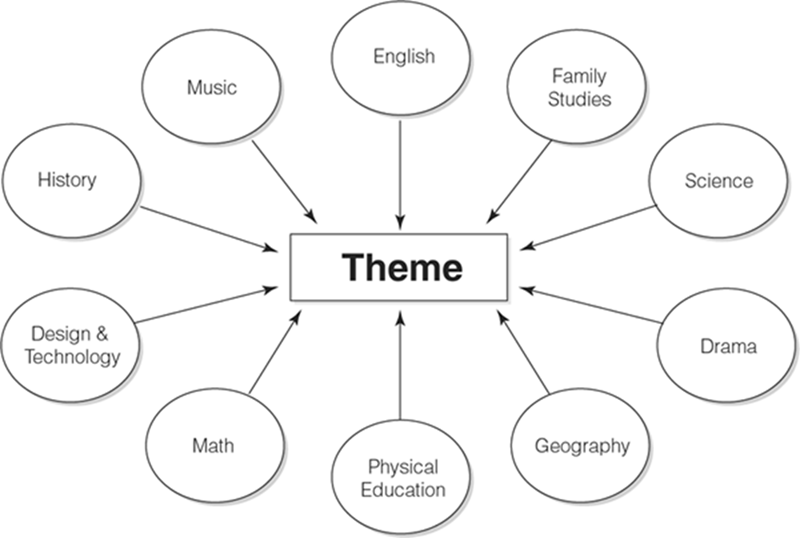 English
Music
Family
Studies
History
Science
Theme
Design &
Technology
Drama
Math
Geography
Physical
Education